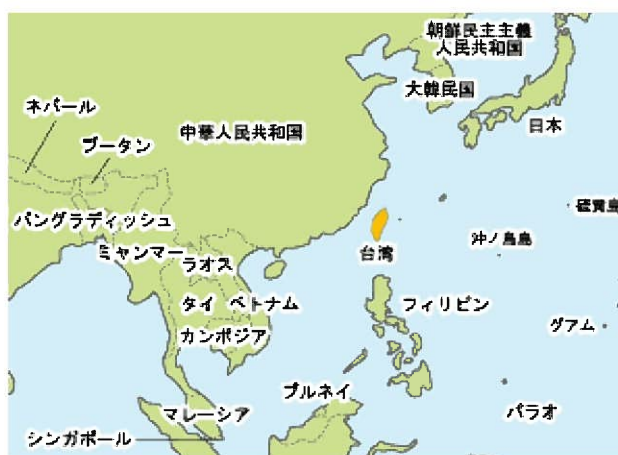 朝鮮民主主義
人民共和国
大韓民国
日本
ネパール
ブータン
中華人民共和国
硫黄島
バングラディッシュ
沖ノ鳥島
台湾
ミャンマー
ラオス
タイ
ベトナム
フィリピン
グアム
カンボジア
ブルネイ
マレーシア
パラオ
シンガポール